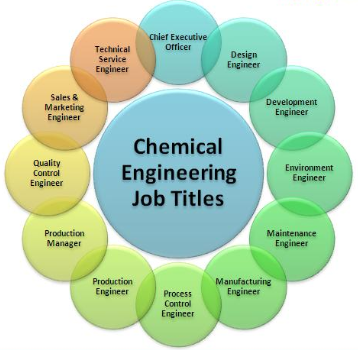 Chemical
Engineering
Job Titles
Chief Executive
Officer
Design
Engineer
Development
Engineer
Environment
Engineer
Maintenance
Engineer
Manufacturing
Engineer
Process
Control
Engineer
Production
Engineer
Production
Manager
Quality
Control
Engineer
Sales &
Marketing
Engineer
Technical
Service
Engineer